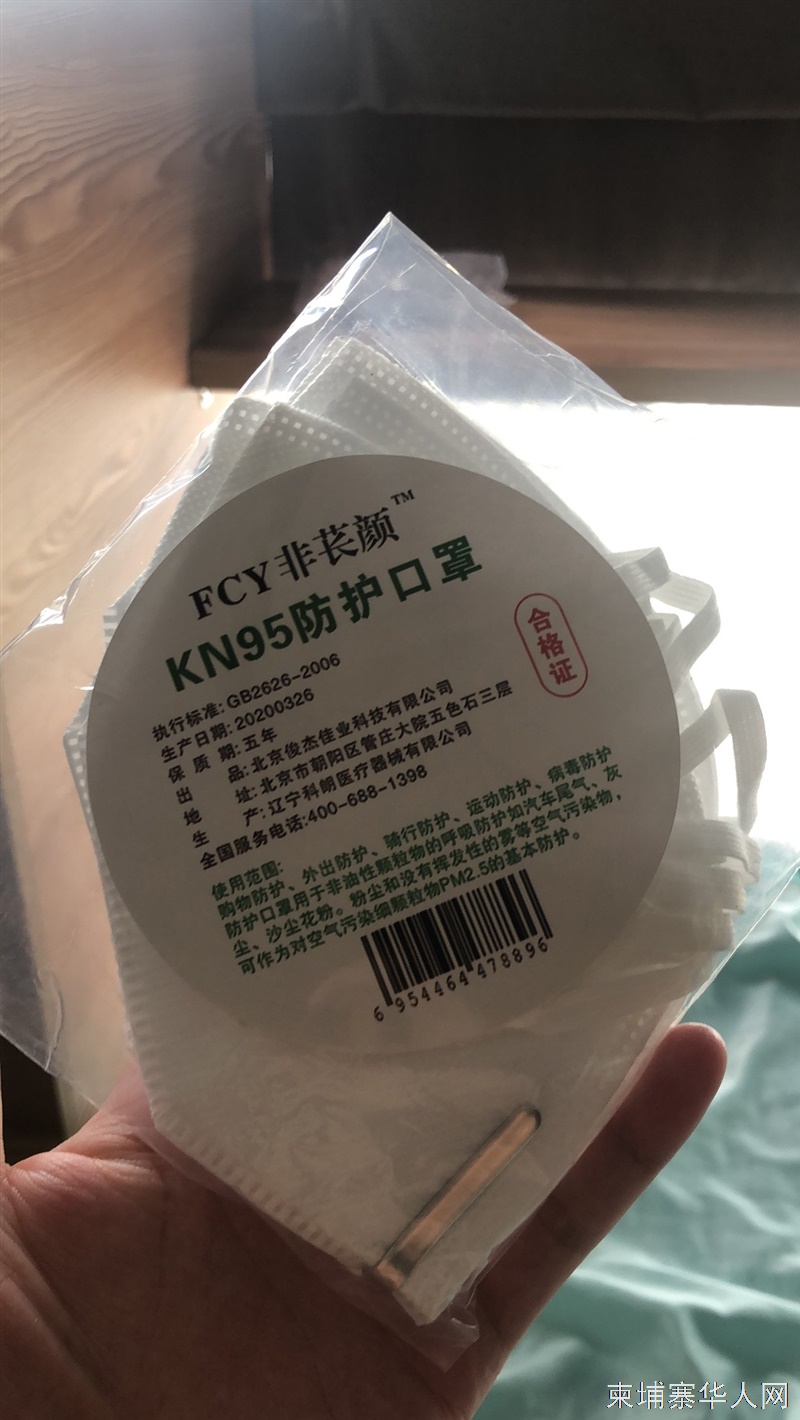 FCY非苌颜™
KN95防护口罩
合格证
执行标准:GB2626-2006
生产日期:20200326
保 质 期:五年
出 品:北京俊杰佳业科技有限公司
地 址:北京市朝阳区管庄大院五色石三层
生 产:辽宁科朗医疗器械有限公司
全国服务电话:400-688-1398
使用范围:
购物防护、外出防护、骑行防护、运动防护、病毒防护
防护口罩用于非油性颗粒物的呼吸防护如汽车尾气、灰
尘、沙尘花粉。粉尘和没有挥发性的雾等空气污染物,
可作为对空气污染细颗粒物PM2.5的基本防护。
6 954464 478896
柬埔寨华人网